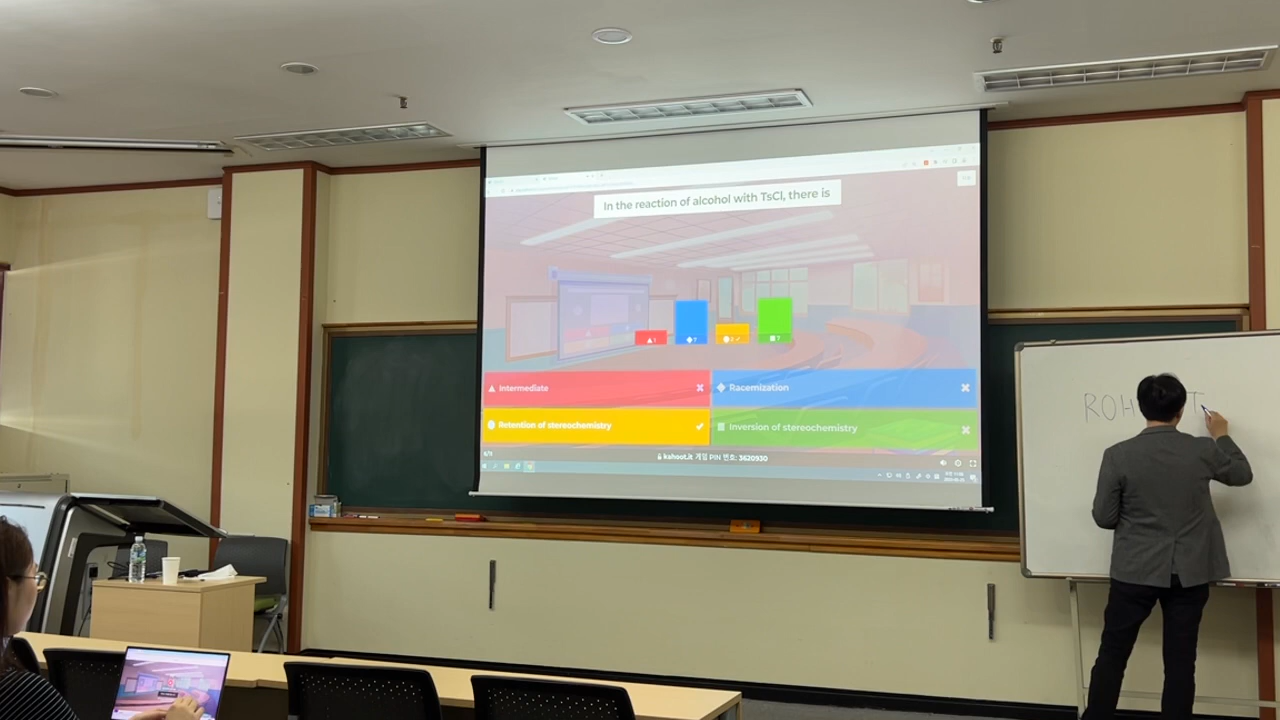 In the reaction of alcohol with TsCl, there is
Intermediate
Racemization
Retention of stereochemistry
Inversion of stereochemistry
kahoot.it 게임 PIN 번호: 3620930
ROH